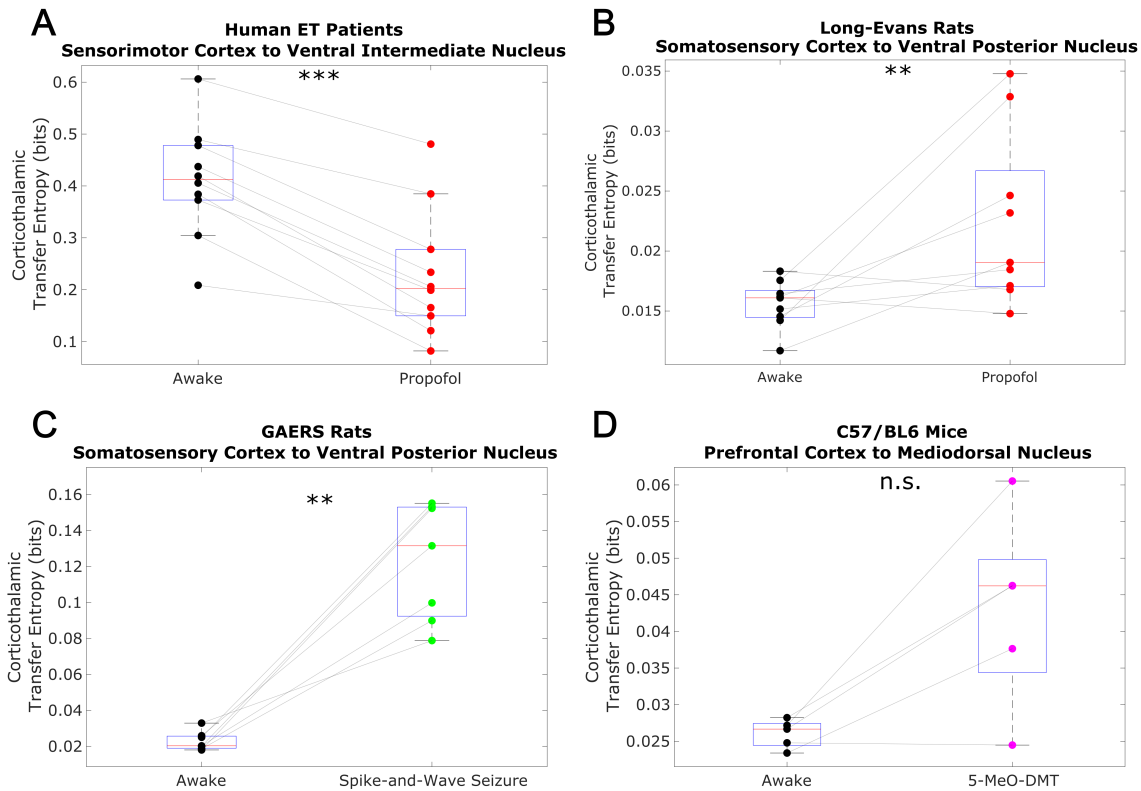 A
Human ET Patients
Sensorimotor Cortex to Ventral Intermediate Nucleus
***
Corticothalamic
Transfer Entropy (bits)
0.6
0.5
0.4
0.3
0.2
0.1
Awake
Propofol
B
Long-Evans Rats
Somatosensory Cortex to Ventral Posterior Nucleus
**
Corticothalamic
Transfer Entropy (bits)
0.035
0.03
0.025
0.02
0.015
Awake
Propofol
C
GAERS Rats
Somatosensory Cortex to Ventral Posterior Nucleus
**
Corticothalamic
Transfer Entropy (bits)
0.16
0.14
0.12
0.1
0.08
0.06
0.04
0.02
Awake
Spike-and-Wave Seizure
D
C57/BL6 Mice
Prefrontal Cortex to Mediodorsal Nucleus
n.s.
Corticothalamic
Transfer Entropy (bits)
0.06
0.055
0.05
0.045
0.04
0.035
0.03
0.025
Awake
5-MeO-DMT